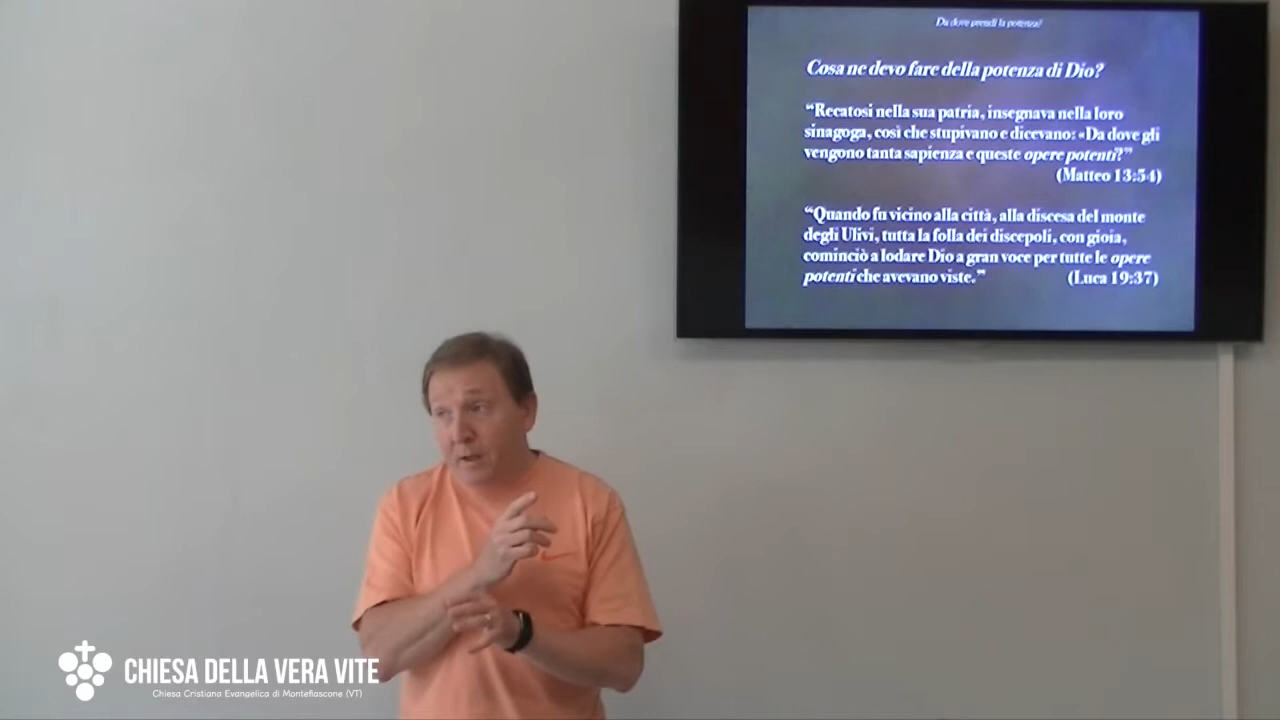 Da dove prendi la potenza?
Cosa ne devo fare della potenza di Dio?
“Recatosi nella sua patria, insegnava nella loro
sinagoga, così che stupivano e dicevano: «Da dove gli
vengono tanta sapienza e queste opere potenti?”
(Matteo 13:54)
“Quando fu vicino alla città, alla discesa del monte
degli Ulivi, tutta la folla dei discepoli, con gioia,
cominciò a lodare Dio a gran voce per tutte le opere
potenti che avevano viste.” (Luca 19:37)
CHIESA DELLA VERA VITE
Chiesa Cristiana Evangelica di Montefiascone (VT)